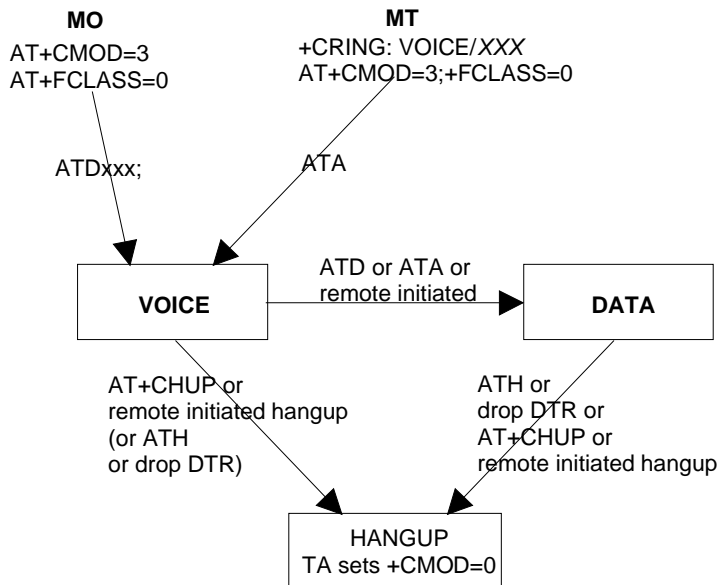 MO
AT+CMOD=3
AT+FCLASS=0
MT
+CRING: VOICE/XXX
AT+CMOD=3;+FCLASS=0
ATDxxx;
ATA
VOICE
ATD or ATA or
remote initiated
DATA
AT+CHUP or
remote initiated hangup
(or ATH
or drop DTR)
ATH or
drop DTR or
AT+CHUP or
remote initiated hangup
HANGUP
TA sets +CMOD=0